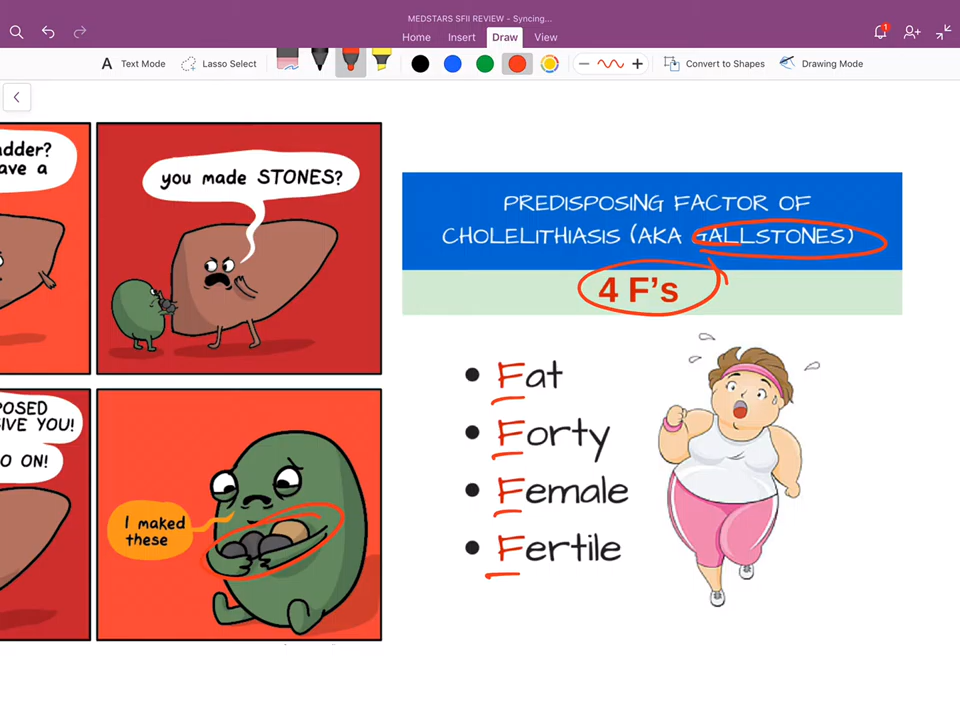 MEDSTARS SFII REVIEW - Syncing...
Home Insert Draw View
1
Text Mode Lasso Select Convert to Shapes Drawing Mode
adder?
ave a
you made STONES?
POSED
IVE YOU!
O ON!
I maked
these
PREDISPOSING FACTOR OF
CHOLELITHIASIS (AKA GALLSTONES)
4 F's
• Fat
• Forty
• Female
• Fertile